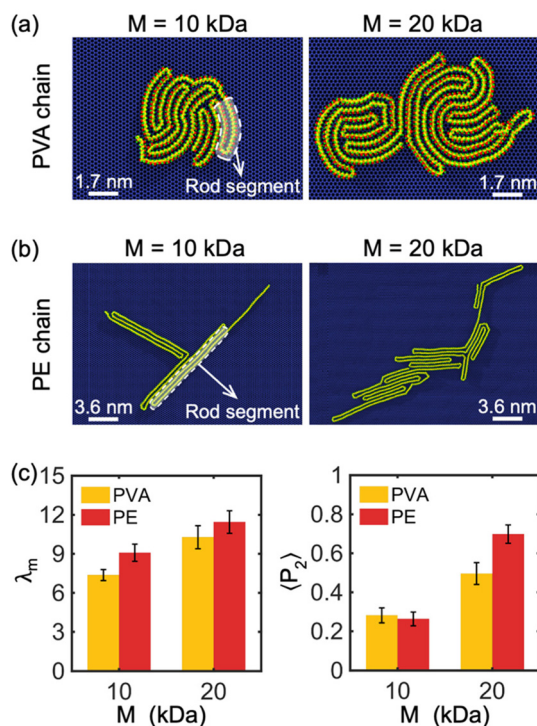 (a)
M = 10 kDa
M = 20 kDa
PVA chain
1.7 nm
Rod segment
1.7 nm
(b)
M = 10 kDa
M = 20 kDa
PE chain
3.6 nm
Rod segment
3.6 nm
(c)
15
12
9
6
3
0
λm
PVA
PE
10
20
M (kDa)
1
0.8
0.6
0.4
0.2
0
⟨P2⟩
PVA
PE
10
20
M (kDa)